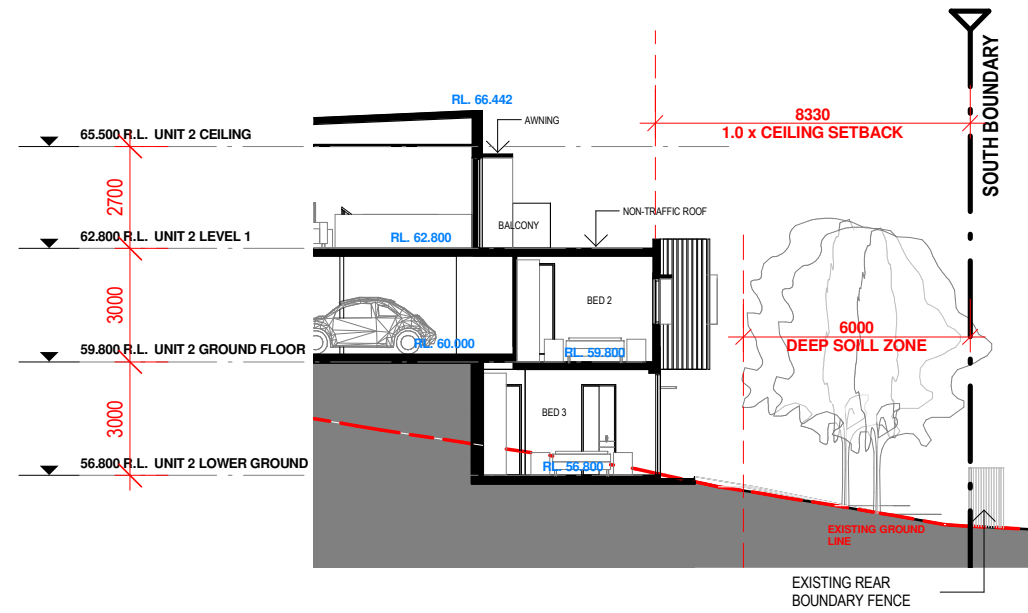 SOUTH BOUNDARY
RL. 66.442
8330
1.0 x CEILING SETBACK
AWNING
65.500 R.L. UNIT 2 CEILING
2700
BALCONY
NON-TRAFFIC ROOF
RL. 62.800
62.800 R.L. UNIT 2 LEVEL 1
3000
BED 2
6000
DEEP SOILL ZONE
RL. 60.000
RL. 59.800
59.800 R.L. UNIT 2 GROUND FLOOR
3000
BED 3
RL. 56.800
56.800 R.L. UNIT 2 LOWER GROUND
EXISTING GROUND
LINE
EXISTING REAR
BOUNDARY FENCE